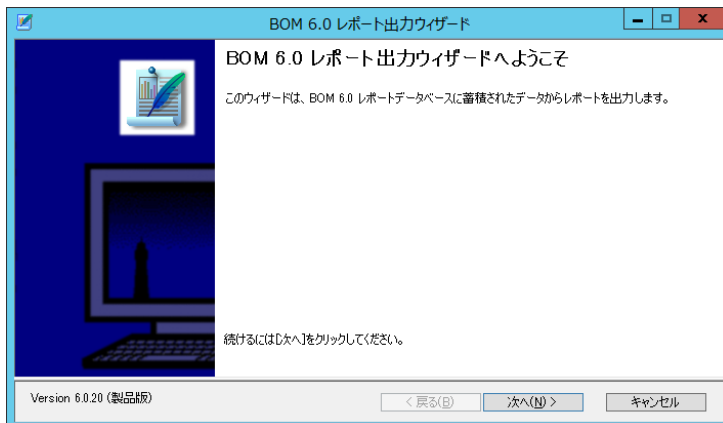 BOM 6.0 レポート出力ウィザード
BOM 6.0 レポート出力ウィザードへようこそ
このウィザードは、BOM 6.0 レポートデータベースに蓄積されたデータからレポートを出力します。
続けるには[次へ]をクリックしてください。
Version 6.0.20 (製品版)
< 戻る(B) 次へ(N) > キャンセル